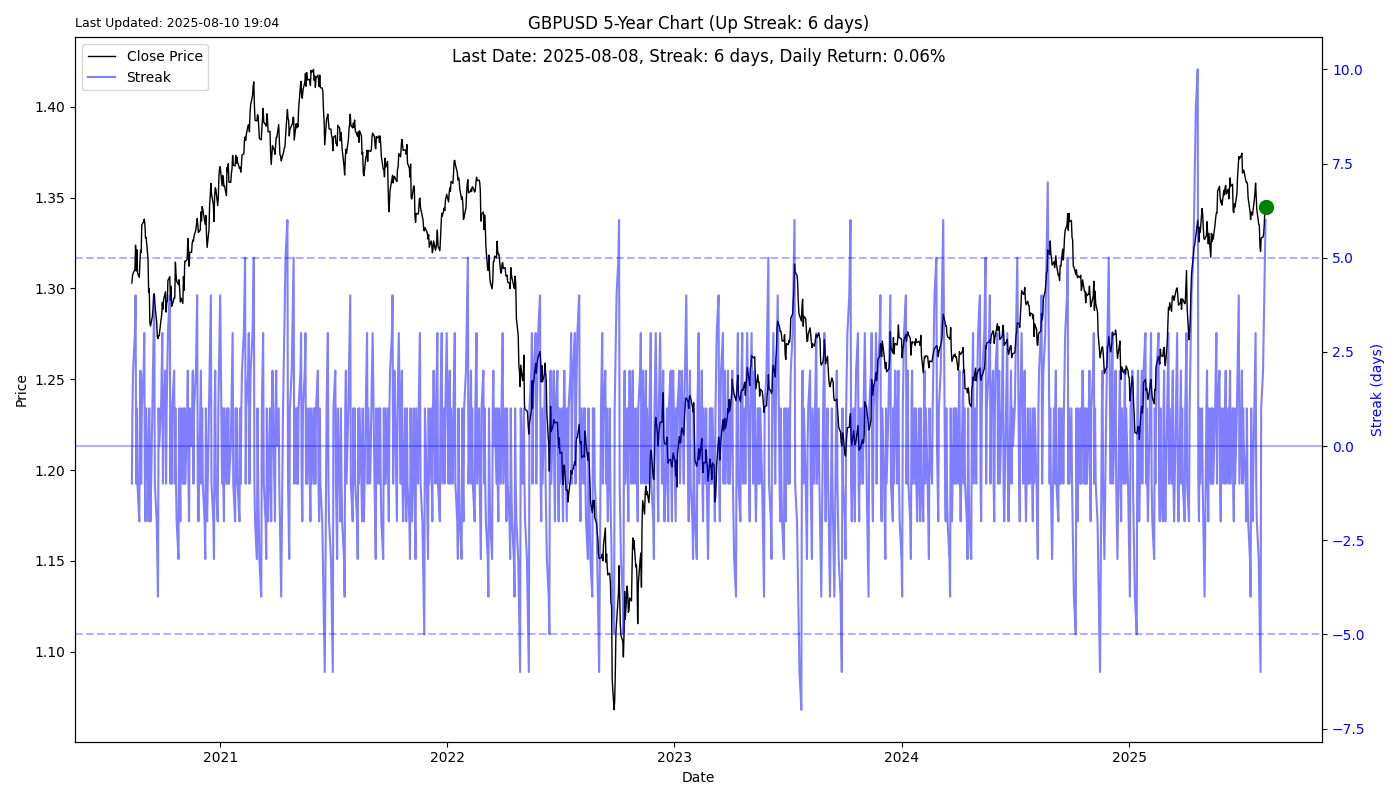 Last Updated: 2025-08-10 19:04
GBPUSD 5-Year Chart (Up Streak: 6 days)
Last Date: 2025-08-08, Streak: 6 days, Daily Return: 0.06%
Close Price
Streak
1.40
1.35
1.30
1.25
1.20
1.15
1.10
Price
10.0
7.5
5.0
2.5
0.0
−2.5
−5.0
−7.5
Streak (days)
2021
2022
2023
2024
2025
Date